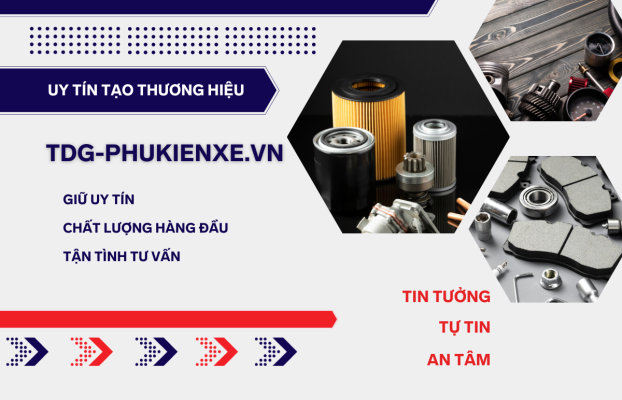 UY TÍN TẠO THƯƠNG HIỆU
TDG-PHUKIENXE.VN
GIỮ UY TÍN
CHẤT LƯỢNG HÀNG ĐẦU
TẬN TÌNH TƯ VẤN
TIN TƯỞNG
TỰ TIN
AN TÂM